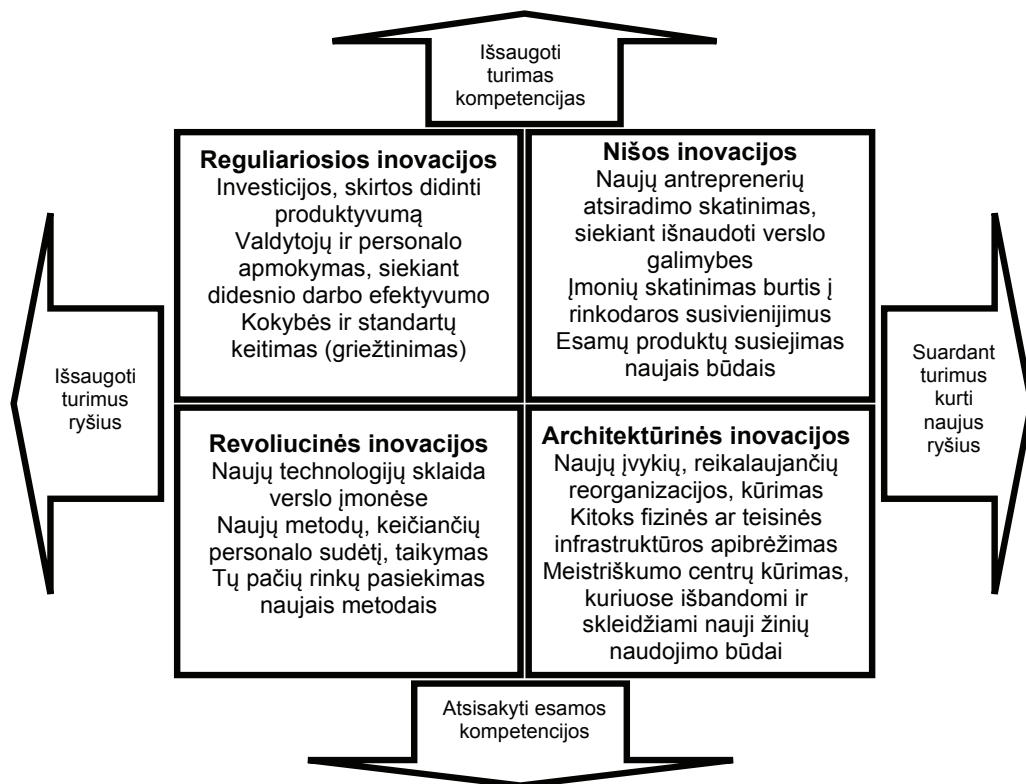 Išsaugoti
turimas
kompetencijas
Reguliariosios inovacijos
Investicijos, skirtos didinti
produktyvumą
Valdytojų ir personalo
apmokymas, siekiant
didesnio darbo efektyvumo
Kokybės ir standartų
keitimas (griežtinimas)
Nišos inovacijos
Naujų antreprenerių
atsiradimo skatinimas,
siekiant išnaudoti verslo
galimybes
Įmonių skatinimas burtis į
rinkodaros susivienijimus
Esamų produktų susiejimas
naujais būdais
Išsaugoti
turimus
ryšius
Suardant
turimus
kurti
naujus
ryšius
Revoliucinės inovacijos
Naujų technologijų sklaida
verslo įmonėse
Naujų metodų, keičiančių
personalo sudėtį, taikymas
Tų pačių rinkų pasiekimas
naujais metodais
Architektūrinės inovacijos
Naujų įvykių, reikalaujančių
reorganizacijos, kūrimas
Kitoks fizinės ar teisinės
infrastruktūros apibrėžimas
Meistriškumo centrų kūrimas,
kuriuose išbandomi ir
skleidžiami nauji žinių
naudojimo būdai
Atsisakyti esamos
kompetencijos